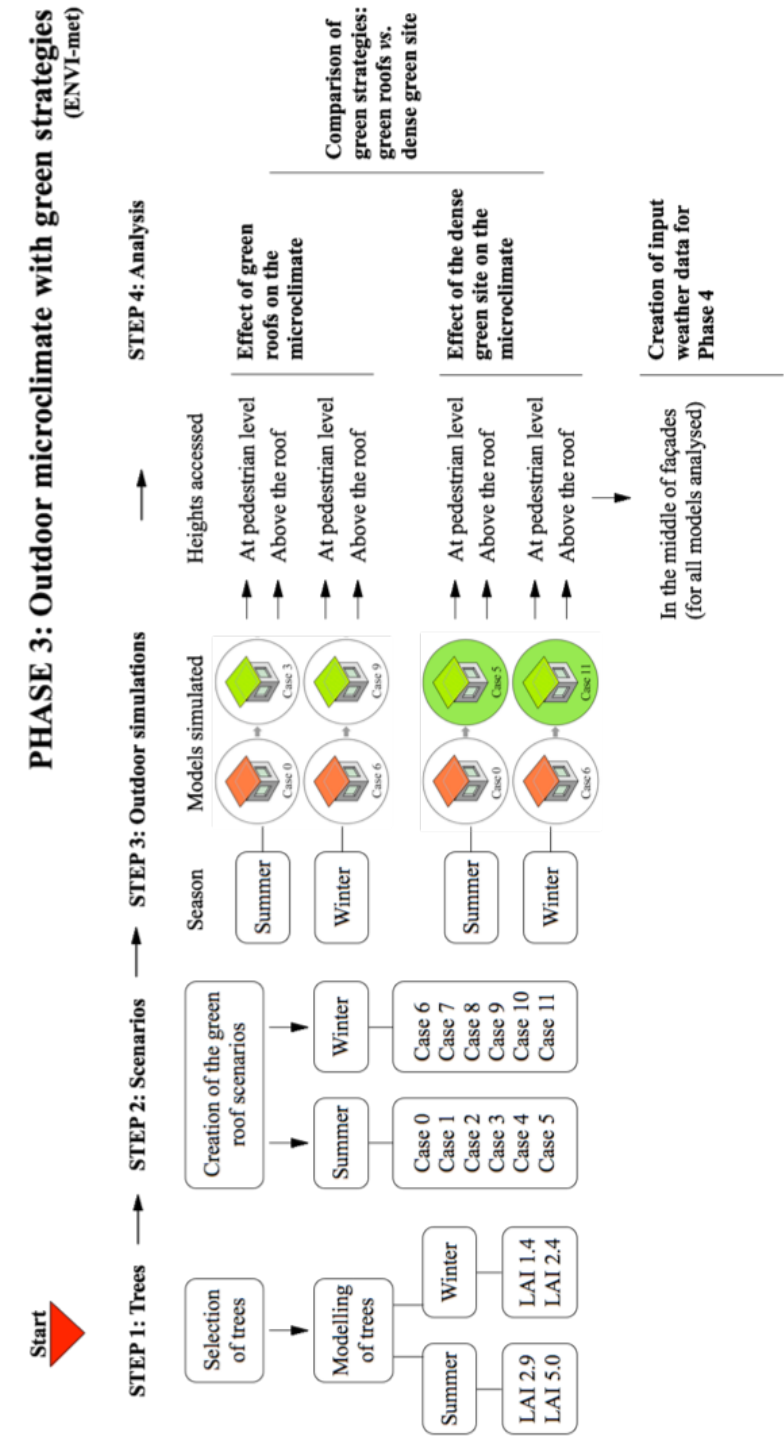 PHASE 3: Outdoor microclimate with green strategies
(ENVI-met)
Start
STEP 1: Trees
STEP 2: Scenarios
STEP 3: Outdoor simulations
STEP 4: Analysis
Selection
of trees
Modelling
of trees
Summer
Winter
LAI 2.9
LAI 5.0
LAI 1.4
LAI 2.4
Creation of the green
roof scenarios
Summer
Winter
Case 0
Case 1
Case 2
Case 3
Case 4
Case 5
Case 6
Case 7
Case 8
Case 9
Case 10
Case 11
Season
Models simulated
Heights accessed
Summer
Case 0
Case 3
At pedestrian level
Above the roof
Winter
Case 6
Case 9
At pedestrian level
Above the roof
Effect of green
roofs on the
microclimate
Summer
Case 0
Case 5
At pedestrian level
Above the roof
Winter
Case 6
Case 11
At pedestrian level
Above the roof
Effect of the dense
green site on the
microclimate
Comparison of
green strategies:
green roofs vs.
dense green site
In the middle of façades
(for all models analysed)
Creation of input
weather data for
Phase 4